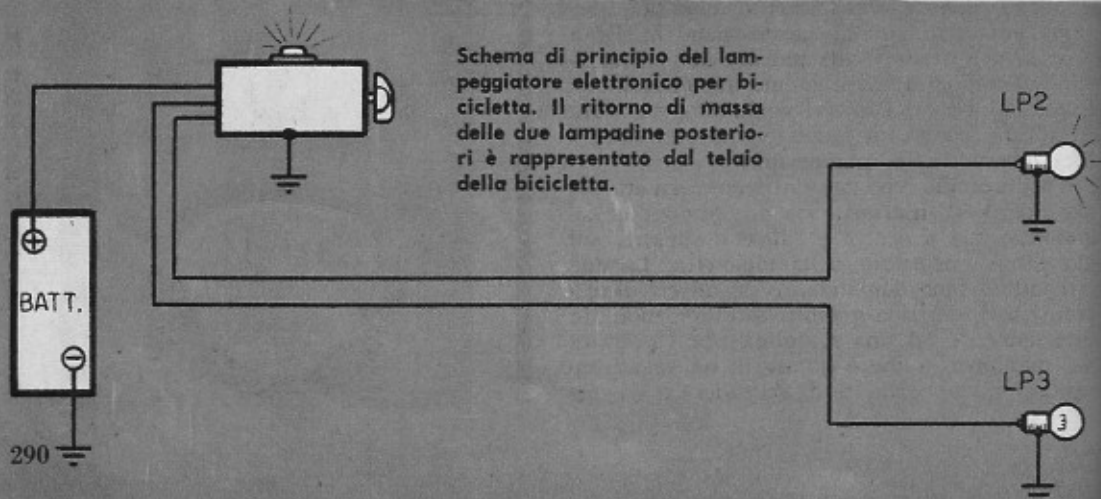 Schema di principio del lam-
peggiatore elettronico per bi-
cicletta. Il ritorno di massa
delle due lampadine posterio-
ri è rappresentato dal telaio
della bicicletta.
LP2
+
BATT.
−
LP3
3
290